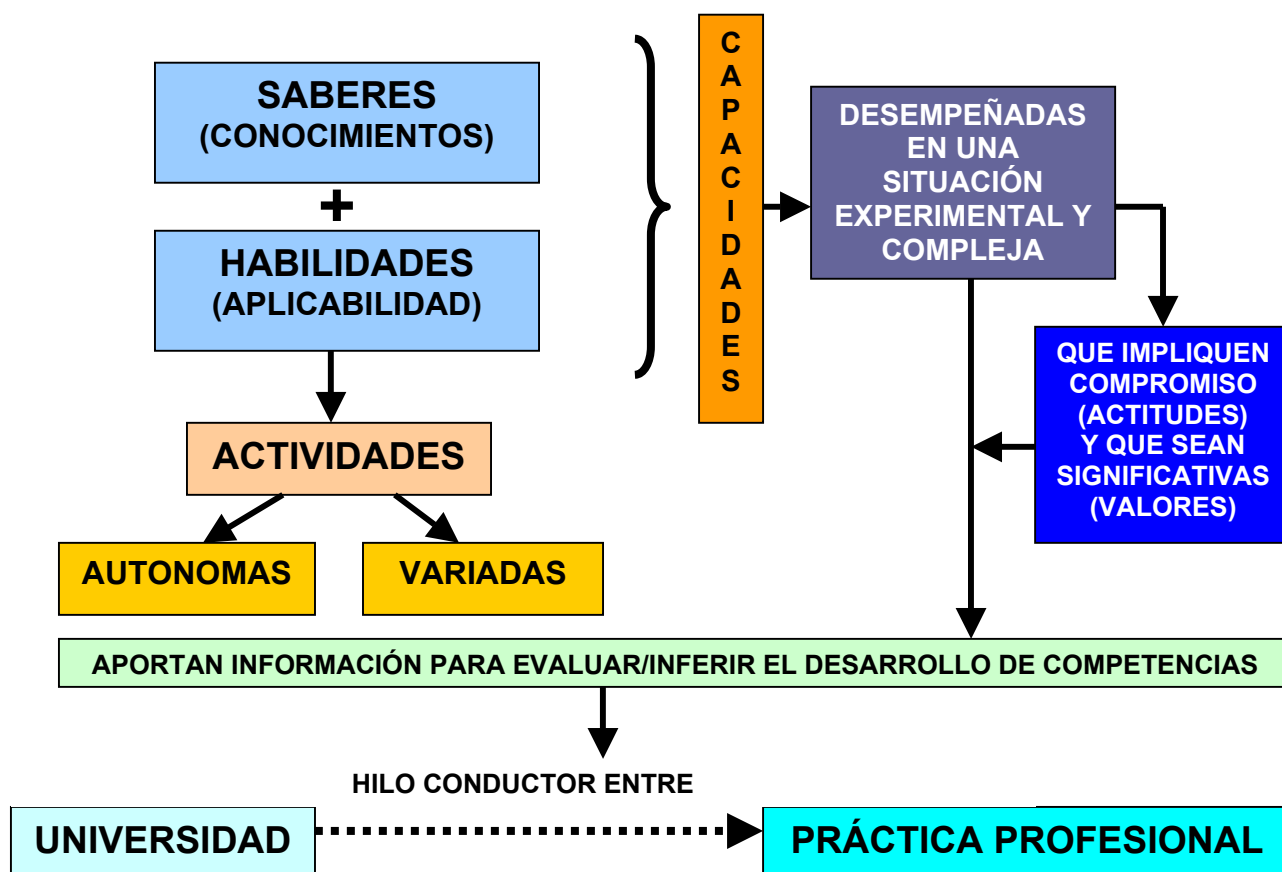 SABERES
(CONOCIMIENTOS)
+
HABILIDADES
(APLICABILIDAD)
ACTIVIDADES
AUTONOMAS
VARIADAS
C
A
P
A
C
I
D
A
D
E
S
DESEMPEÑADAS
EN UNA
SITUACIÓN
EXPERIMENTAL Y
COMPLEJA
QUE IMPLIQUEN
COMPROMISO
(ACTITUDES)
Y QUE SEAN
SIGNIFICATIVAS
(VALORES)
APORTAN INFORMACIÓN PARA EVALUAR/INFERIR EL DESARROLLO DE COMPETENCIAS
HILO CONDUCTOR ENTRE
UNIVERSIDAD
PRÁCTICA PROFESIONAL